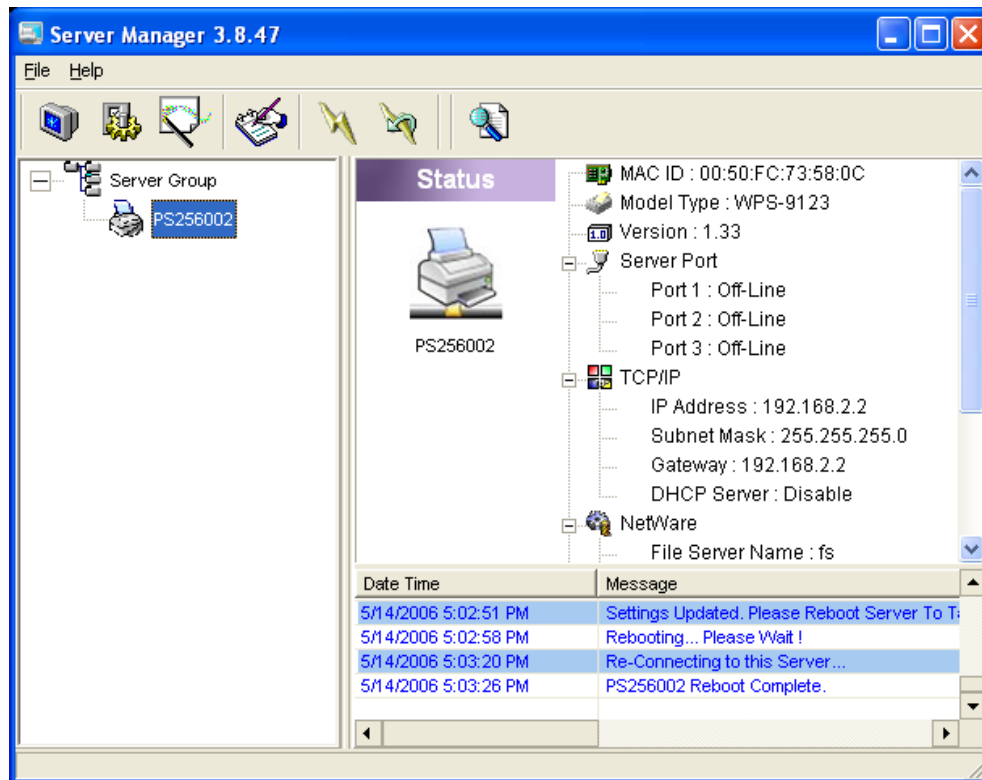 Server Manager 3.8.47
File Help
Server Group
PS256002
Status
PS256002
MAC ID : 00:50:FC:73:58:0C
Model Type : WPS-9123
1.0 Version : 1.33
Server Port
Port 1 : Off-Line
Port 2 : Off-Line
Port 3 : Off-Line
TCP/IP
IP Address : 192.168.2.2
Subnet Mask : 255.255.255.0
Gateway : 192.168.2.2
DHCP Server : Disable
NetWare
File Server Name : fs
Date Time Message
5/14/2006 5:02:51 PM Settings Updated. Please Reboot Server To
5/14/2006 5:02:58 PM Rebooting... Please Wait !
5/14/2006 5:03:20 PM Re-Connecting to this Server...
5/14/2006 5:03:26 PM PS256002 Reboot Complete.